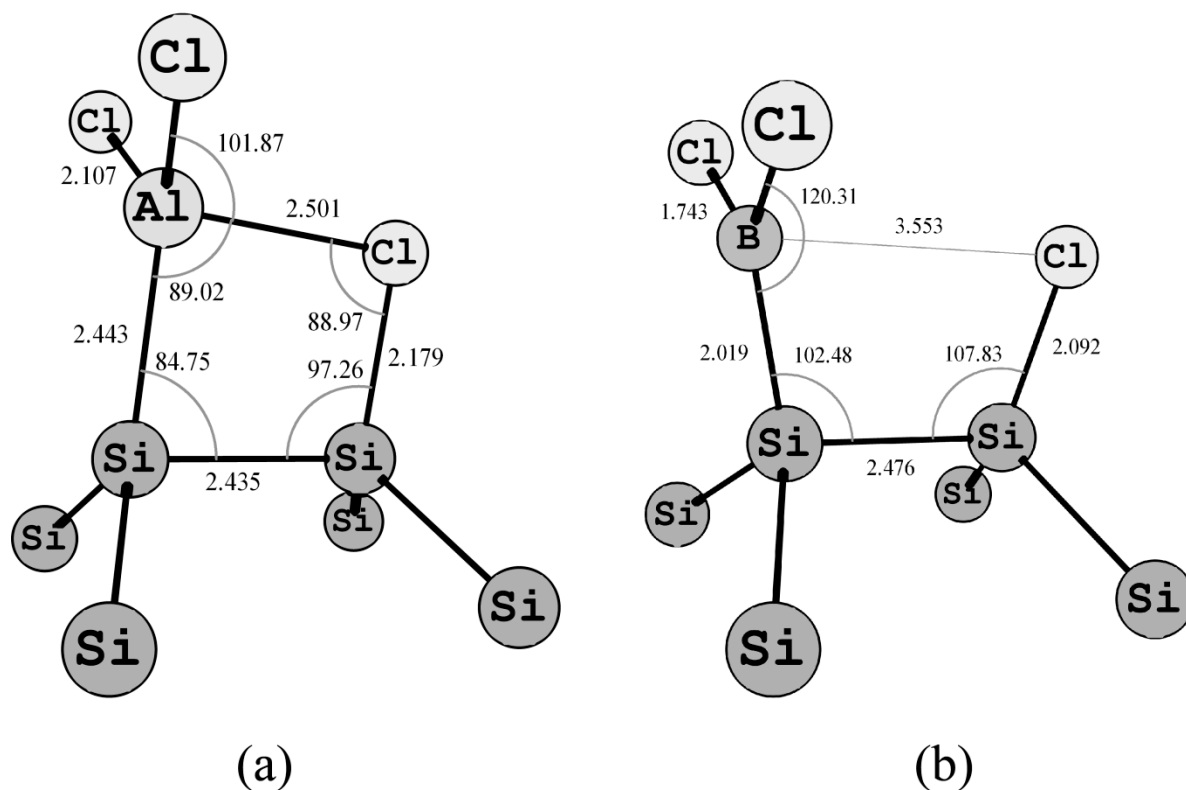 Cl
Cl
101.87
2.107
Al
2.501
Cl
89.02
88.97
2.443
2.179
84.75
97.26
Si
Si
2.435
Si
Si
Si
Si
(a)
Cl
Cl
120.31
1.743
B
3.553
Cl
2.019
102.48
107.83
2.092
Si
Si
2.476
Si
Si
Si
Si
(b)